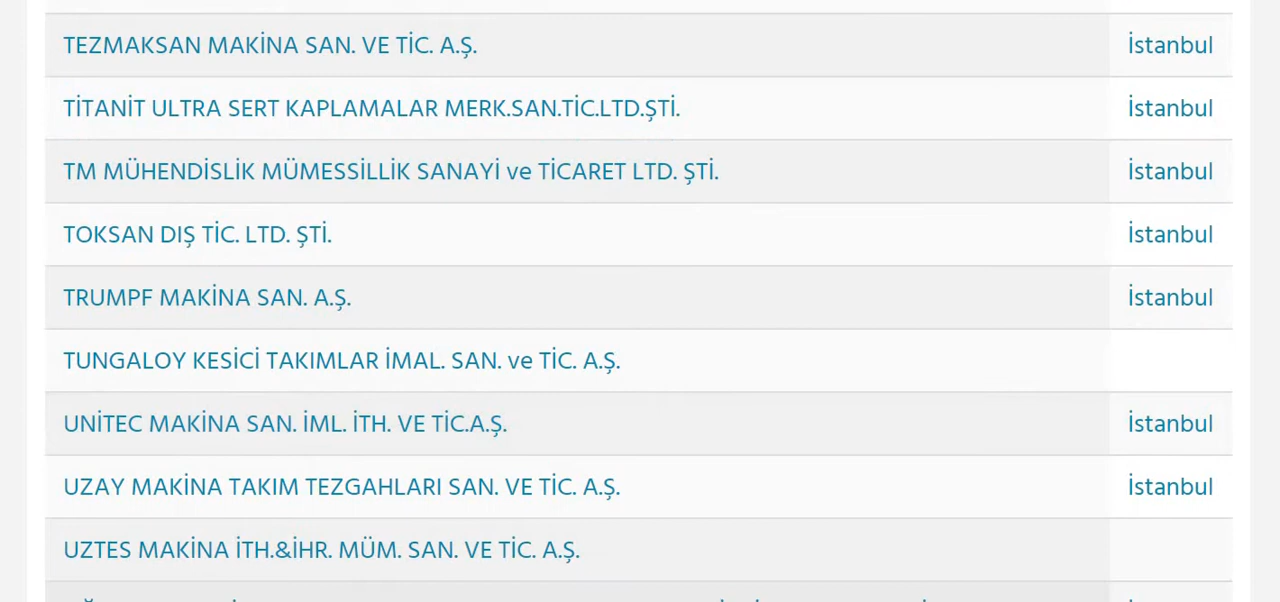 TEZMAKSAN MAKİNA SAN. VE TİC. A.Ş. İstanbul
TİTANİT ULTRA SERT KAPLAMALAR MERK.SAN.TİC.LTD.ŞTİ. İstanbul
TM MÜHENDİSLİK MÜMESSİLLİK SANAYİ ve TİCARET LTD. ŞTİ. İstanbul
TOKSAN DIŞ TİC. LTD. ŞTİ. İstanbul
TRUMPF MAKİNA SAN. A.Ş. İstanbul
TUNGALOY KESİCİ TAKIMLAR İMAL. SAN. ve TİC. A.Ş.
UNİTEC MAKİNA SAN. İML. İTH. VE TİC.A.Ş. İstanbul
UZAY MAKİNA TAKIM TEZGAHLARI SAN. VE TİC. A.Ş. İstanbul
UZTES MAKİNA İTH.&İHR. MÜM. SAN. VE TİC. A.Ş.